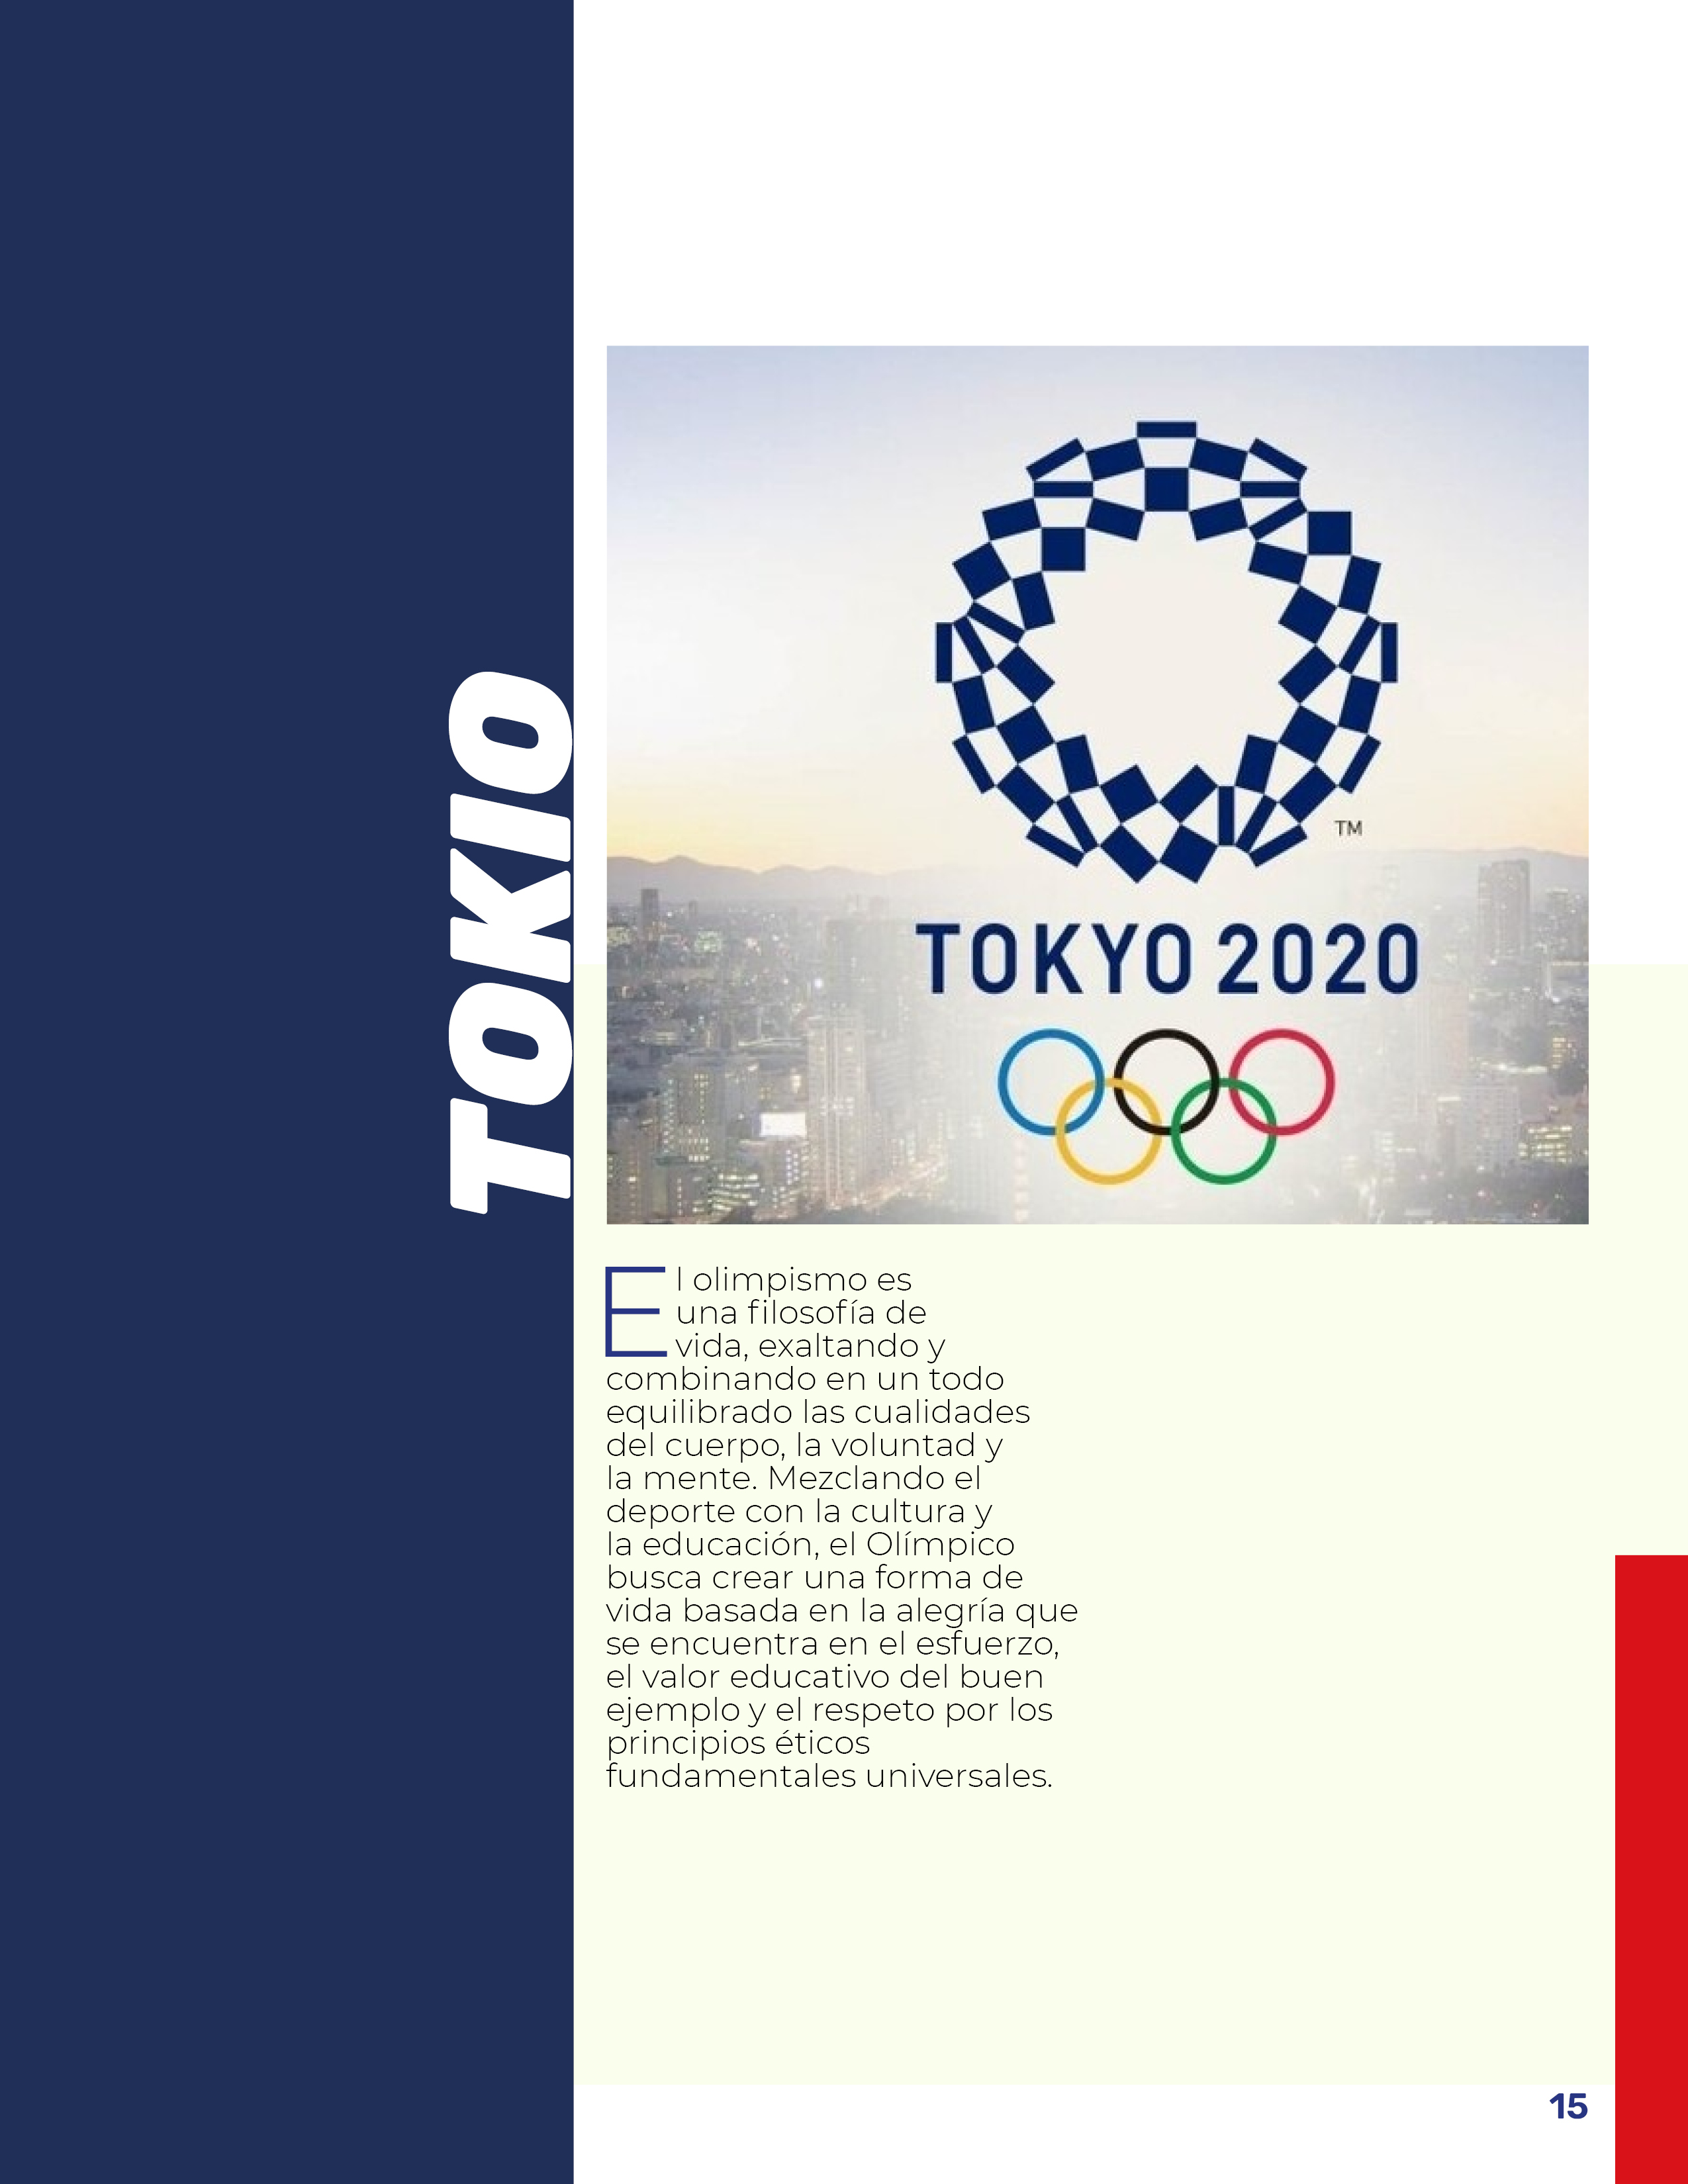 TOKIO
TM
TOKYO 2020
El olimpismo es
una filosofía de
vida, exaltando y
combinando en un todo
equilibrado las cualidades
del cuerpo, la voluntad y
la mente. Mezclando el
deporte con la cultura y
la educación, el Olímpico
busca crear una forma de
vida basada en la alegría que
se encuentra en el esfuerzo,
el valor educativo del buen
ejemplo y el respeto por los
principios éticos
fundamentales universales.
15